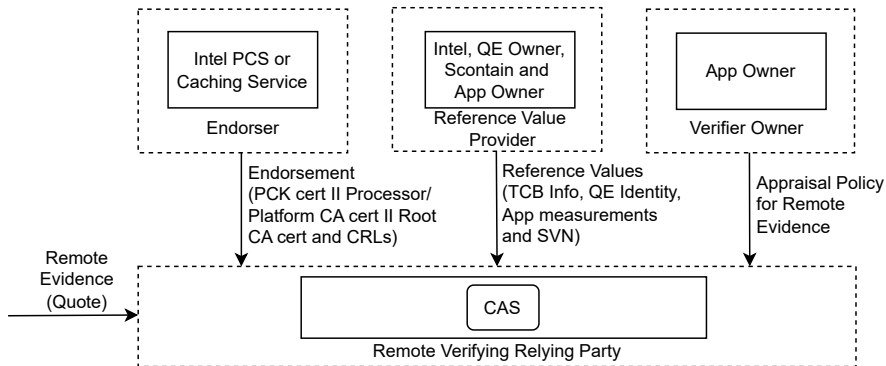 Intel PCS or
Caching Service
Endorser
Intel, QE Owner,
Scontain and
App Owner
Reference Value
Provider
App Owner
Verifier Owner
Endorsement
(PCK cert II Processor/
Platform CA cert II Root
CA cert and CRLs)
Reference Values
(TCB Info, QE Identity,
App measurements
and SVN)
Appraisal Policy
for Remote
Evidence
Remote
Evidence
(Quote)
CAS
Remote Verifying Relying Party